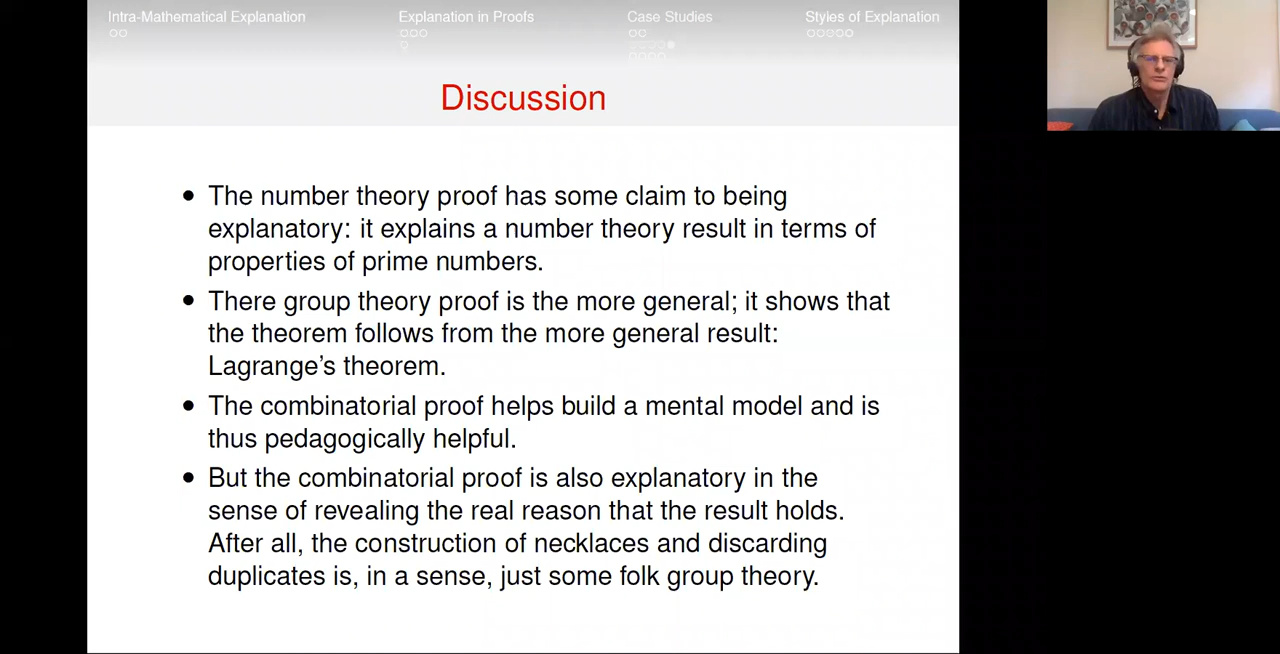 Intra-Mathematical Explanation
Explanation in Proofs
Case Studies
Styles of Explanation
Discussion
• The number theory proof has some claim to being
explanatory: it explains a number theory result in terms of
properties of prime numbers.
• There group theory proof is the more general; it shows that
the theorem follows from the more general result:
Lagrange's theorem.
• The combinatorial proof helps build a mental model and is
thus pedagogically helpful.
• But the combinatorial proof is also explanatory in the
sense of revealing the real reason that the result holds.
After all, the construction of necklaces and discarding
duplicates is, in a sense, just some folk group theory.